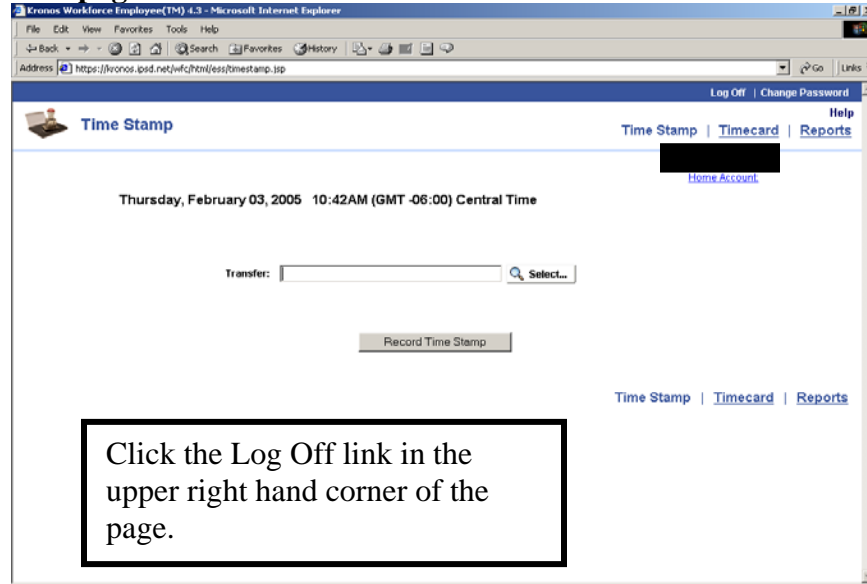 Kronos Workforce Employee(TM) 4.3 - Microsoft Internet Explorer
File Edit View Favorites Tools Help
Back Search Favorites History
Address https://kronos.ipsd.net/wfc/html/ess/timestamp.jsp Go Links
Log Off | Change Password
Help
Time Stamp
Time Stamp | Timecard | Reports
Home Account
Thursday, February 03, 2005 10:42AM (GMT -06:00) Central Time
Transfer: Select...
Record Time Stamp
Time Stamp | Timecard | Reports
Click the Log Off link in the
upper right hand corner of the
page.